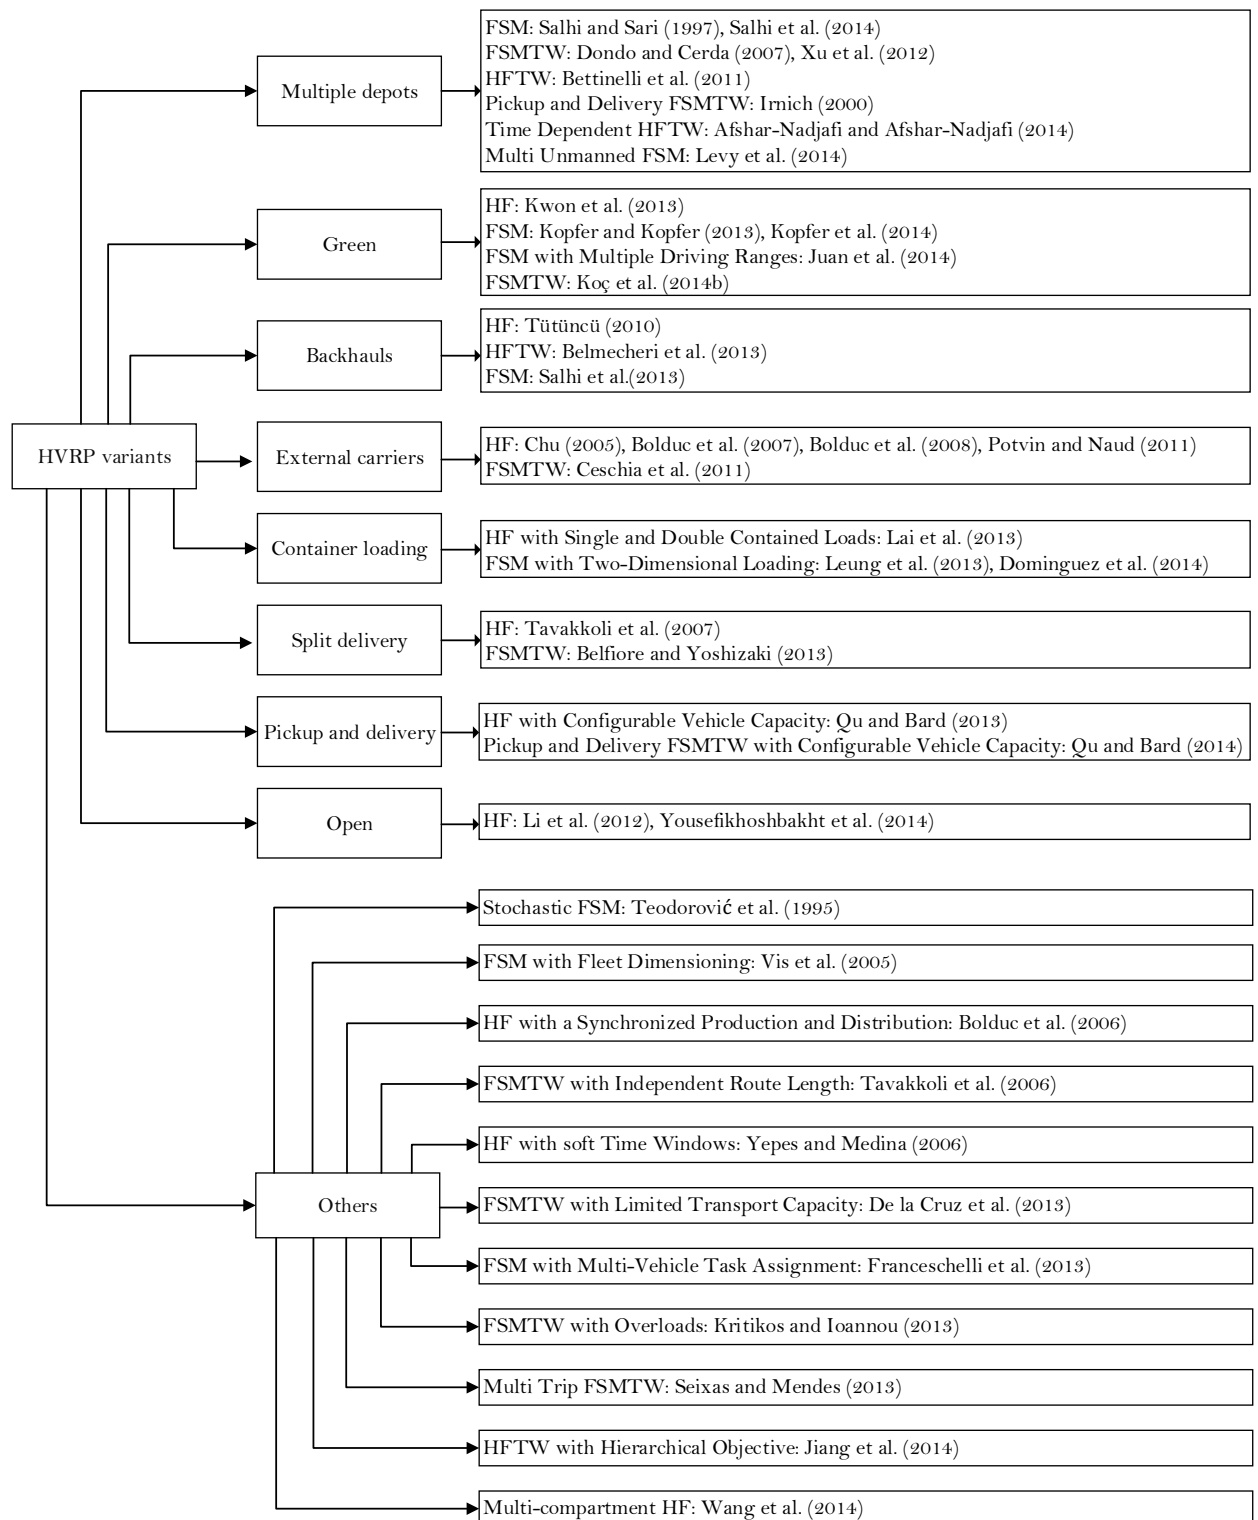 HVRP variants
Multiple depots
FSM: Salhi and Sari (1997), Salhi et al. (2014)
FSMTW: Dondo and Cerda (2007), Xu et al. (2012)
HFTW: Bettinelli et al. (2011)
Pickup and Delivery FSMTW: Irnich (2000)
Time Dependent HFTW: Afshar-Nadjafi and Afshar-Nadjafi (2014)
Multi Unmanned FSM: Levy et al. (2014)
Green
HF: Kwon et al. (2013)
FSM: Kopfer and Kopfer (2013), Kopfer et al. (2014)
FSM with Multiple Driving Ranges: Juan et al. (2014)
FSMTW: Koç et al. (2014b)
Backhauls
HF: Tütüncü (2010)
HFTW: Belmecheri et al. (2013)
FSM: Salhi et al.(2013)
External carriers
HF: Chu (2005), Bolduc et al. (2007), Bolduc et al. (2008), Potvin and Naud (2011)
FSMTW: Ceschia et al. (2011)
Container loading
HF with Single and Double Contained Loads: Lai et al. (2013)
FSM with Two-Dimensional Loading: Leung et al. (2013), Dominguez et al. (2014)
Split delivery
HF: Tavakkoli et al. (2007)
FSMTW: Belfiore and Yoshizaki (2013)
Pickup and delivery
HF with Configurable Vehicle Capacity: Qu and Bard (2013)
Pickup and Delivery FSMTW with Configurable Vehicle Capacity: Qu and Bard (2014)
Open
HF: Li et al. (2012), Yousefikhoshbakht et al. (2014)
Others
Stochastic FSM: Teodorović et al. (1995)
FSM with Fleet Dimensioning: Vis et al. (2005)
HF with a Synchronized Production and Distribution: Bolduc et al. (2006)
FSMTW with Independent Route Length: Tavakkoli et al. (2006)
HF with soft Time Windows: Yepes and Medina (2006)
FSMTW with Limited Transport Capacity: De la Cruz et al. (2013)
FSM with Multi-Vehicle Task Assignment: Franceschelli et al. (2013)
FSMTW with Overloads: Kritikos and Ioannou (2013)
Multi Trip FSMTW: Seixas and Mendes (2013)
HFTW with Hierarchical Objective: Jiang et al. (2014)
Multi-compartment HF: Wang et al. (2014)